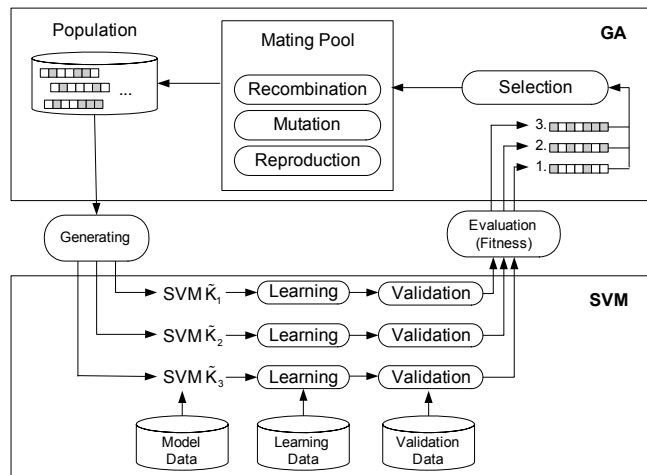 Population
Mating Pool
GA
Recombination
Mutation
Reproduction
...
Selection
3.
2.
1.
Generating
Evaluation
(Fitness)
SVM
SVM K̃₁
Learning
Validation
SVM K̃₂
Learning
Validation
SVM K̃₃
Learning
Validation
Model
Data
Learning
Data
Validation
Data